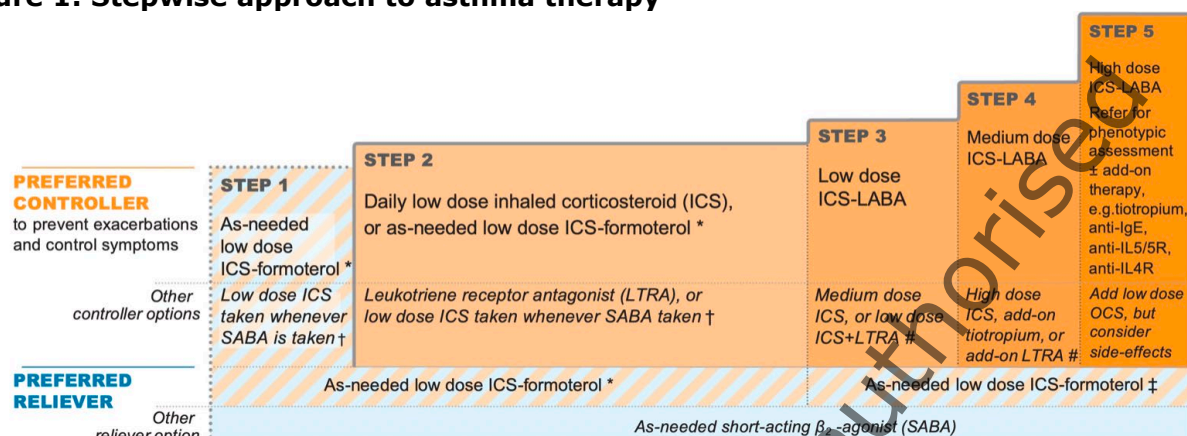 ure 1. Stepwise approach to asthma therapy
STEP 5
High dose
ICS-LABA
Refer for
phenotypic
assessment
± add-on
therapy,
e.g.tiotropium,
anti-IgE,
anti-IL5/5R,
anti-IL4R
STEP 4
Medium dose
ICS-LABA
STEP 3
Low dose
ICS-LABA
STEP 2
Daily low dose inhaled corticosteroid (ICS),
or as-needed low dose ICS-formoterol *
STEP 1
As-needed
low dose
ICS-formoterol *
PREFERRED
CONTROLLER
to prevent exacerbations
and control symptoms
Other
controller options
Low dose ICS
taken whenever
SABA is taken †
Leukotriene receptor antagonist (LTRA), or
low dose ICS taken whenever SABA taken †
Medium dose
ICS, or low dose
ICS+LTRA #
High dose
ICS, add-on
tiotropium, or
add-on LTRA #
Add low dose
OCS, but
consider
side-effects
PREFERRED
RELIEVER
As-needed low dose ICS-formoterol *
As-needed low dose ICS-formoterol ‡
Other
reliever option
As-needed short-acting β₂ -agonist (SABA)
uthorised